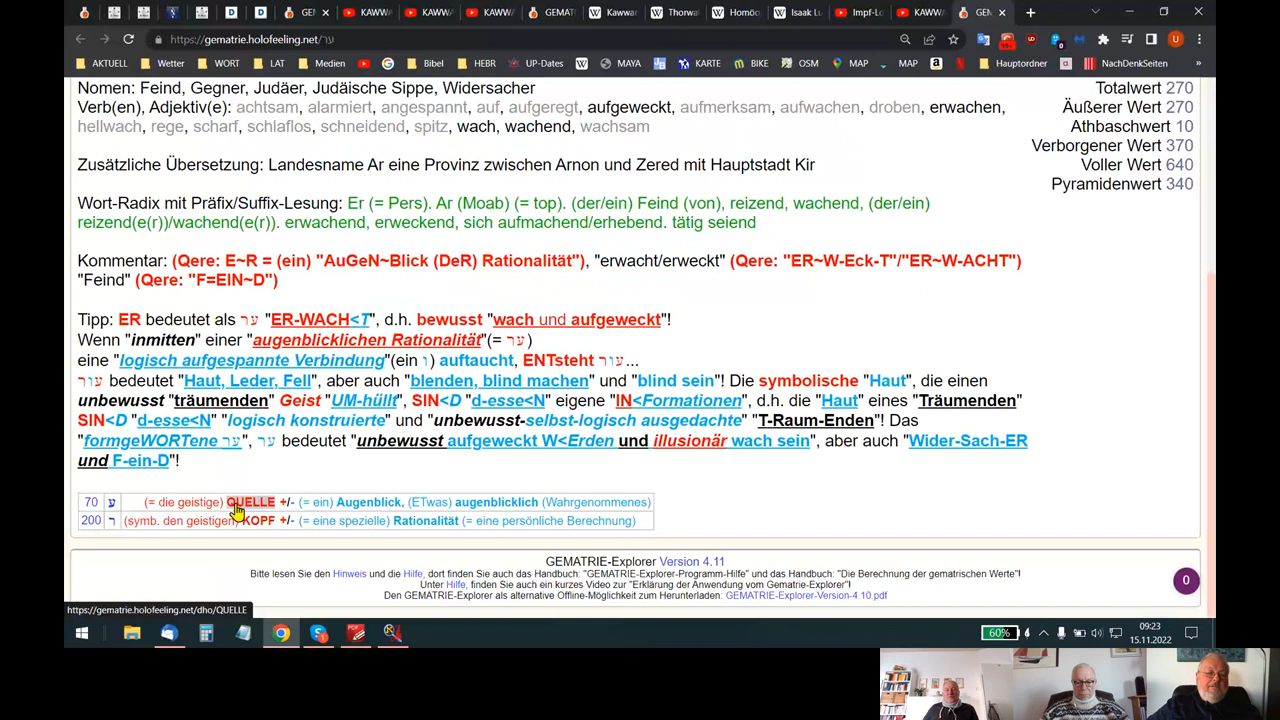 GEM
KAWW
KAWW
KAWW
GEMAT
Kawwar
Thorwa
Homöo
Isaak Lu
Impf-Lo
KAWW
GEM
https://gematrie.holofeeling.net/ער
AKTUELL Wetter WORT LAT Medien Bibel HEBR UP-Dates MAYA KARTE BIKE OSM MAP MAP Hauptordner NachDenkSeiten
Nomen: Feind, Gegner, Judäer, Judäische Sippe, Widersacher
Verb(en), Adjektiv(e): achtsam, alarmiert, angespannt, auf, aufgeregt, aufgeweckt, aufmerksam, aufwachen, droben, erwachen,
hellwach, rege, scharf, schlaflos, schneidend, spitz, wach, wachend, wachsam
Totalwert 270
Äußerer Wert 270
Athbaschwert 10
Verborgener Wert 370
Voller Wert 640
Pyramidenwert 340
Zusätzliche Übersetzung: Landesname Ar eine Provinz zwischen Arnon und Zered mit Hauptstadt Kir
Wort-Radix mit Präfix/Suffix-Lesung: Er (= Pers). Ar (Moab) (= top). (der/ein) Feind (von), reizend, wachend, (der/ein)
reizend(e(r))/wachend(e(r)). erwachend, erweckend, sich aufmachend/erhebend. tätig seiend
Kommentar: (Qere: E~R = (ein) "AuGeN~Blick (DeR) Rationalität"), "erwacht/erweckt" (Qere: "ER~W-Eck-T"/"ER~W-ACHT")
"Feind" (Qere: "F=EIN~D")
Tipp: ER bedeutet als ער "ER-WACH<T", d.h. bewusst "wach und aufgeweckt"!
Wenn "inmitten" einer "augenblicklichen Rationalität"(= ער)
eine "logisch aufgespannte Verbindung"(ein ו) auftaucht, ENTsteht עור...
עור bedeutet "Haut, Leder, Fell", aber auch "blenden, blind machen" und "blind sein"! Die symbolische "Haut", die einen
unbewusst "träumenden" Geist "UM-hüllt", SIN<D "d-esse<N" eigene "IN<Formationen", d.h. die "Haut" eines "Träumenden"
SIN<D "d-esse<N" "logisch konstruierte" und "unbewusst-selbst-logisch ausgedachte" "T-Raum-Enden"! Das
"formgeWORTene ער", ער bedeutet "unbewusst aufgeweckt W<Erden und illusionär wach sein", aber auch "Wider-Sach-ER
und F-ein-D"!
70 ע (= die geistige) QUELLE +/- (= ein) Augenblick, (ETwas) augenblicklich (Wahrgenommenes)
200 ר (symb. den geistigen) KOPF +/- (= eine spezielle) Rationalität (= eine persönliche Berechnung)
GEMATRIE-Explorer Version 4.11
Bitte lesen Sie den Hinweis und die Hilfe, dort finden Sie auch das Handbuch: "GEMATRIE-Explorer-Programm-Hilfe" und das Handbuch: "Die Berechnung der gematrischen Werte"!
Unter Hilfe, finden Sie auch ein kurzes Video zur "Erklärung der Anwendung vom Gematrie-Explorer"!
Den GEMATRIE-Explorer als alternative Offline-Möglichkeit zum Herunterladen: GEMATRIE-Explorer-Version-4.10 pdf
0
https://gematrie.holofeeling.net/dho/QUELLE
60%
09:23
15.11.2022